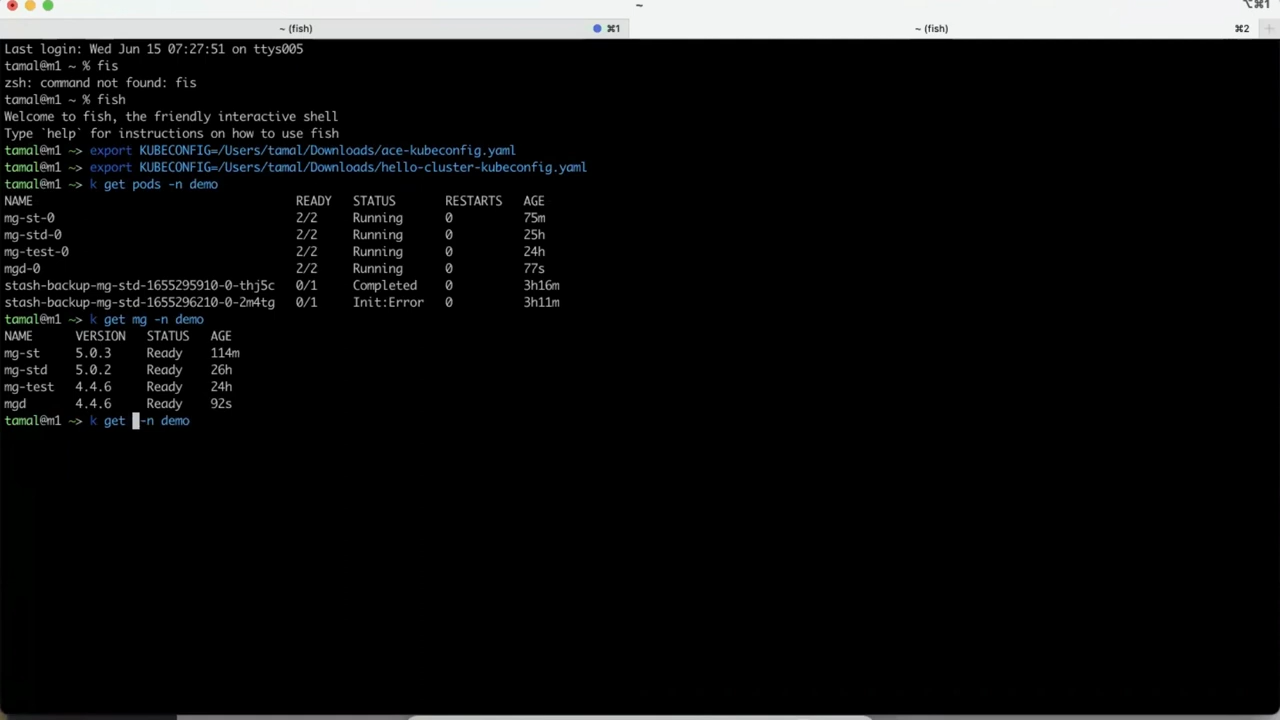 ~
⌥⌘1
~ (fish)
⌘1
~ (fish)
⌘2
+
Last login: Wed Jun 15 07:27:51 on ttys005
tamal@m1 ~ % fis
zsh: command not found: fis
tamal@m1 ~ % fish
Welcome to fish, the friendly interactive shell
Type `help` for instructions on how to use fish
tamal@m1 ~> export KUBECONFIG=/Users/tamal/Downloads/ace-kubeconfig.yaml
tamal@m1 ~> export KUBECONFIG=/Users/tamal/Downloads/hello-cluster-kubeconfig.yaml
tamal@m1 ~> k get pods -n demo
NAME READY STATUS RESTARTS AGE
mg-st-0 2/2 Running 0 75m
mg-std-0 2/2 Running 0 25h
mg-test-0 2/2 Running 0 24h
mgd-0 2/2 Running 0 77s
stash-backup-mg-std-1655295910-0-thj5c 0/1 Completed 0 3h16m
stash-backup-mg-std-1655296210-0-2m4tg 0/1 Init:Error 0 3h11m
tamal@m1 ~> k get mg -n demo
NAME VERSION STATUS AGE
mg-st 5.0.3 Ready 114m
mg-std 5.0.2 Ready 26h
mg-test 4.4.6 Ready 24h
mgd 4.4.6 Ready 92s
tamal@m1 ~> k get -n demo